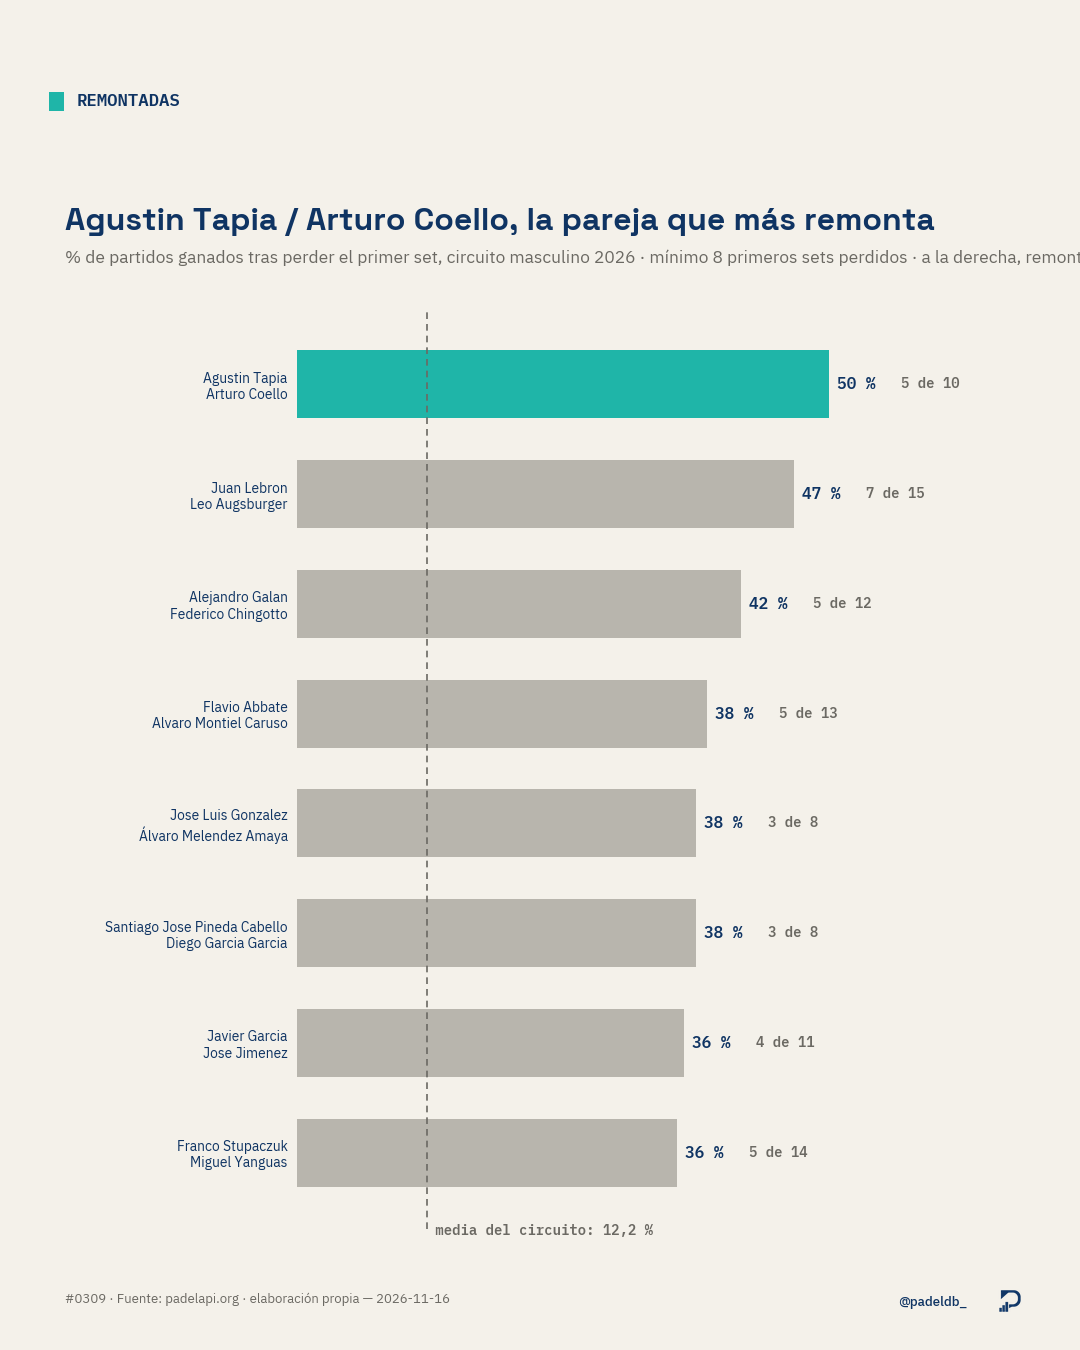 REMONTADAS
Agustin Tapia / Arturo Coello, la pareja que más remonta
% de partidos ganados tras perder el primer set, circuito masculino 2026 · mínimo 8 primeros sets perdidos · a la derecha, remont
Agustin Tapia
Arturo Coello
50 % 5 de 10
Juan Lebron
Leo Augsburger
47 % 7 de 15
Alejandro Galan
Federico Chingotto
42 % 5 de 12
Flavio Abbate
Alvaro Montiel Caruso
38 % 5 de 13
Jose Luis Gonzalez
Álvaro Melendez Amaya
38 % 3 de 8
Santiago Jose Pineda Cabello
Diego Garcia Garcia
38 % 3 de 8
Javier Garcia
Jose Jimenez
36 % 4 de 11
Franco Stupaczuk
Miguel Yanguas
36 % 5 de 14
media del circuito: 12,2 %
#0309 · Fuente: padelapi.org · elaboración propia — 2026-11-16
@padeldb_